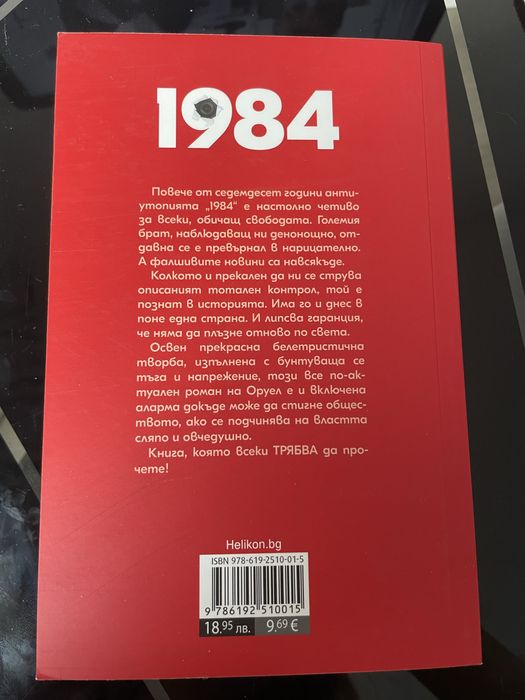 1984
Повече от седемдесет години анти-
утопията „1984“ е настолно четиво
за всеки, обичащ свободата. Големия
брат, наблюдаващ ни денонощно, от-
давна се е превърнал в нарицателно.
А фалшивите новини са навсякъде.
Колкото и прекален да ни се струва
описаният тотален контрол, той е
познат в историята. Има го и днес в
поне една страна. И липсва гаранция,
че няма да плъзне отново по света.
Освен прекрасна белетристична
творба, изпълнена с бунтуваща се
тъга и напрежение, този все по-ак-
туален роман на Оруел е и включена
аларма докъде може да стигне общес-
твото, ако се подчинява на властта
сляпо и овчедушно.
Книга, която всеки ТРЯБВА да про-
чете!
Helikon.bg
ISBN 978-619-2510-01-5
9 786192 510015
18.95 лв. 9.69 €